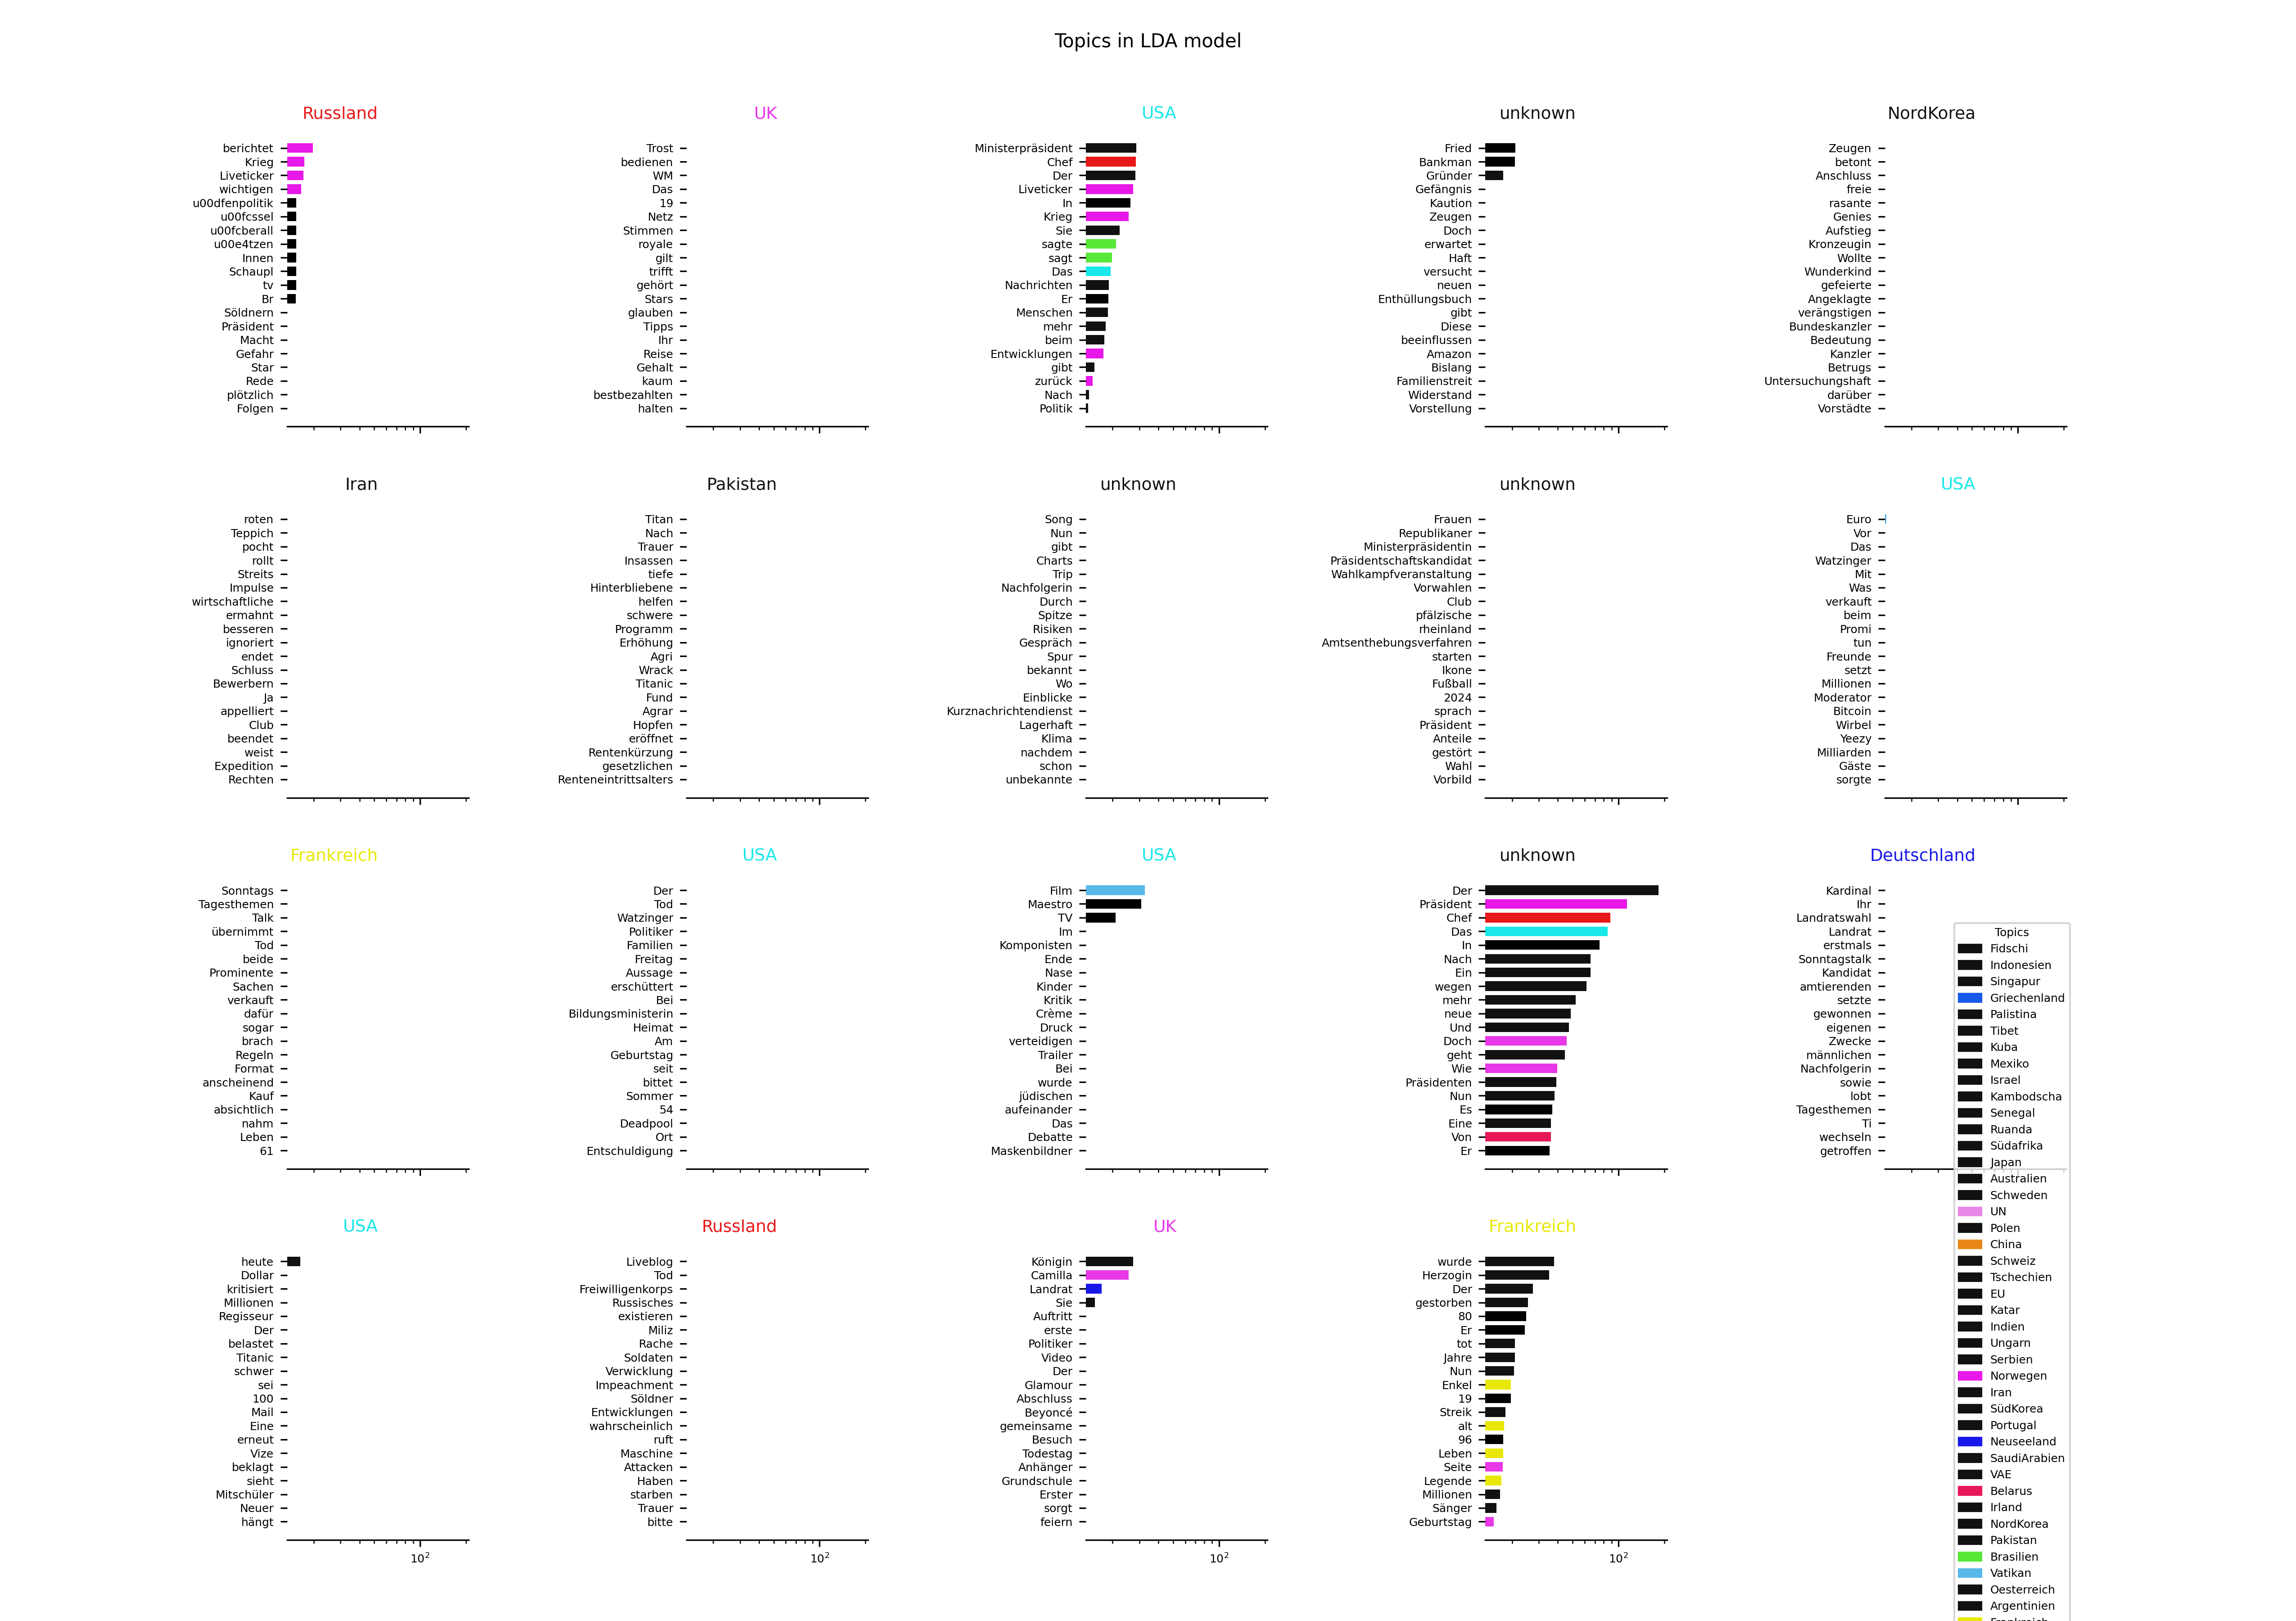 Topics in LDA model
Russland
berichtet
Krieg
Liveticker
wichtigen
u00dfenpolitik
u00fcssel
u00fcberall
u00e4tzen
Innen
Schaupl
tv
Br
Söldnern
Präsident
Macht
Gefahr
Star
Rede
plötzlich
Folgen
UK
Trost
bedienen
WM
Das
19
Netz
Stimmen
royale
gilt
trifft
gehört
Stars
glauben
Tipps
Ihr
Reise
Gehalt
kaum
bestbezahlten
halten
USA
Ministerpräsident
Chef
Der
Liveticker
In
Krieg
Sie
sagte
sagt
Das
Nachrichten
Er
Menschen
mehr
beim
Entwicklungen
gibt
zurück
Nach
Politik
unknown
Fried
Bankman
Gründer
Gefängnis
Kaution
Zeugen
Doch
erwartet
Haft
versucht
neuen
Enthüllungsbuch
gibt
Diese
beeinflussen
Amazon
Bislang
Familienstreit
Widerstand
Vorstellung
NordKorea
Zeugen
betont
Anschluss
freie
rasante
Genies
Aufstieg
Kronzeugin
Wollte
Wunderkind
gefeierte
Angeklagte
verängstigen
Bundeskanzler
Bedeutung
Kanzler
Betrugs
Untersuchungshaft
darüber
Vorstädte
Iran
roten
Teppich
pocht
rollt
Streits
Impulse
wirtschaftliche
ermahnt
besseren
ignoriert
endet
Schluss
Bewerbern
Ja
appelliert
Club
beendet
weist
Expedition
Rechten
Pakistan
Titan
Nach
Trauer
Insassen
tiefe
Hinterbliebene
helfen
schwere
Programm
Erhöhung
Agri
Wrack
Titanic
Fund
Agrar
Hopfen
eröffnet
Rentenkürzung
gesetzlichen
Renteneintrittsalters
unknown
Song
Nun
gibt
Charts
Trip
Nachfolgerin
Durch
Spitze
Risiken
Gespräch
Spur
bekannt
Wo
Einblicke
Kurznachrichtendienst
Lagerhaft
Klima
nachdem
schon
unbekannte
unknown
Frauen
Republikaner
Ministerpräsidentin
Präsidentschaftskandidat
Wahlkampfveranstaltung
Vorwahlen
Club
pfälzische
rheinland
Amtsenthebungsverfahren
starten
Ikone
Fußball
2024
sprach
Präsident
Anteile
gestört
Wahl
Vorbild
USA
Euro
Vor
Das
Watzinger
Mit
Was
verkauft
beim
Promi
tun
Freunde
setzt
Millionen
Moderator
Bitcoin
Wirbel
Yeezy
Milliarden
Gäste
sorgte
Frankreich
Sonntags
Tagesthemen
Talk
übernimmt
Tod
beide
Prominente
Sachen
verkauft
dafür
sogar
brach
Regeln
Format
anscheinend
Kauf
absichtlich
nahm
Leben
61
USA
Der
Tod
Watzinger
Politiker
Familien
Freitag
Aussage
erschüttert
Bei
Bildungsministerin
Heimat
Am
Geburtstag
seit
bittet
Sommer
54
Deadpool
Ort
Entschuldigung
USA
Film
Maestro
TV
Im
Komponisten
Ende
Nase
Kinder
Kritik
Crème
Druck
verteidigen
Trailer
Bei
wurde
jüdischen
aufeinander
Das
Debatte
Maskenbildner
unknown
Der
Präsident
Chef
Das
In
Nach
Ein
wegen
mehr
neue
Und
Doch
geht
Wie
Präsidenten
Nun
Es
Eine
Von
Er
Deutschland
Kardinal
Ihr
Landratswahl
Landrat
erstmals
Sonntagstalk
Kandidat
amtierenden
setzte
gewonnen
eigenen
Zwecke
männlichen
Nachfolgerin
sowie
lobt
Tagesthemen
Ti
wechseln
getroffen
USA
heute
Dollar
kritisiert
Millionen
Regisseur
Der
belastet
Titanic
schwer
sei
100
Mail
Eine
erneut
Vize
beklagt
sieht
Mitschüler
Neuer
hängt
10²
Russland
Liveblog
Tod
Freiwilligenkorps
Russisches
existieren
Miliz
Rache
Soldaten
Verwicklung
Impeachment
Söldner
Entwicklungen
wahrscheinlich
ruft
Maschine
Attacken
Haben
starben
Trauer
bitte
10²
UK
Königin
Camilla
Landrat
Sie
Auftritt
erste
Politiker
Video
Der
Glamour
Abschluss
Beyoncé
gemeinsame
Besuch
Todestag
Anhänger
Grundschule
Erster
sorgt
feiern
10²
Frankreich
wurde
Herzogin
Der
gestorben
80
Er
tot
Jahre
Nun
Enkel
19
Streik
alt
96
Leben
Seite
Legende
Millionen
Sänger
Geburtstag
10²
Topics
Fidschi
Indonesien
Singapur
Griechenland
Palistina
Tibet
Kuba
Mexiko
Israel
Kambodscha
Senegal
Ruanda
Südafrika
Japan
Australien
Schweden
UN
Polen
China
Schweiz
Tschechien
EU
Katar
Indien
Ungarn
Serbien
Norwegen
Iran
SüdKorea
Portugal
Neuseeland
SaudiArabien
VAE
Belarus
Irland
NordKorea
Pakistan
Brasilien
Vatikan
Oesterreich
Argentinien